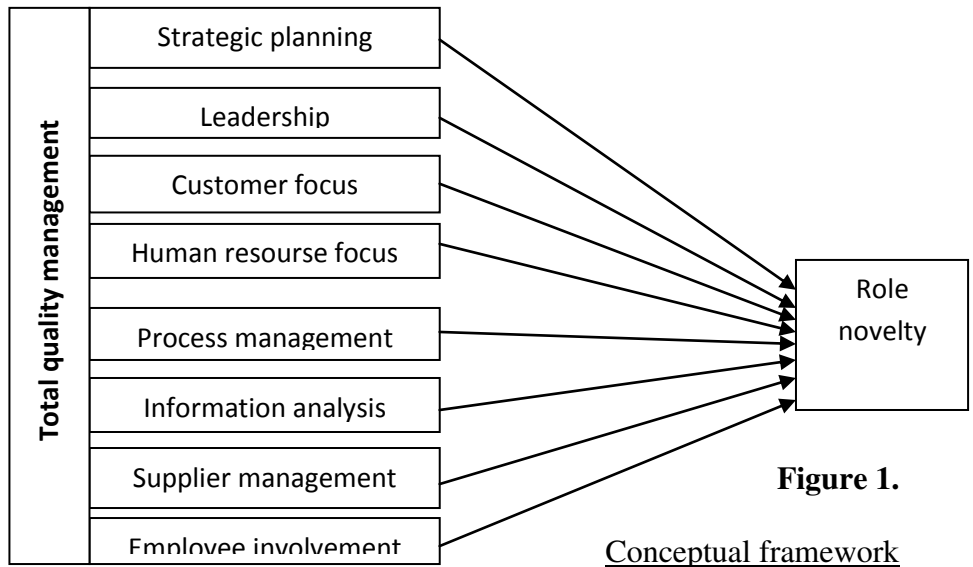 Total quality management
Strategic planning
Leadership
Customer focus
Human resourse focus
Process management
Information analysis
Supplier management
Employee involvement
Role
novelty
Figure 1.
Conceptual framework